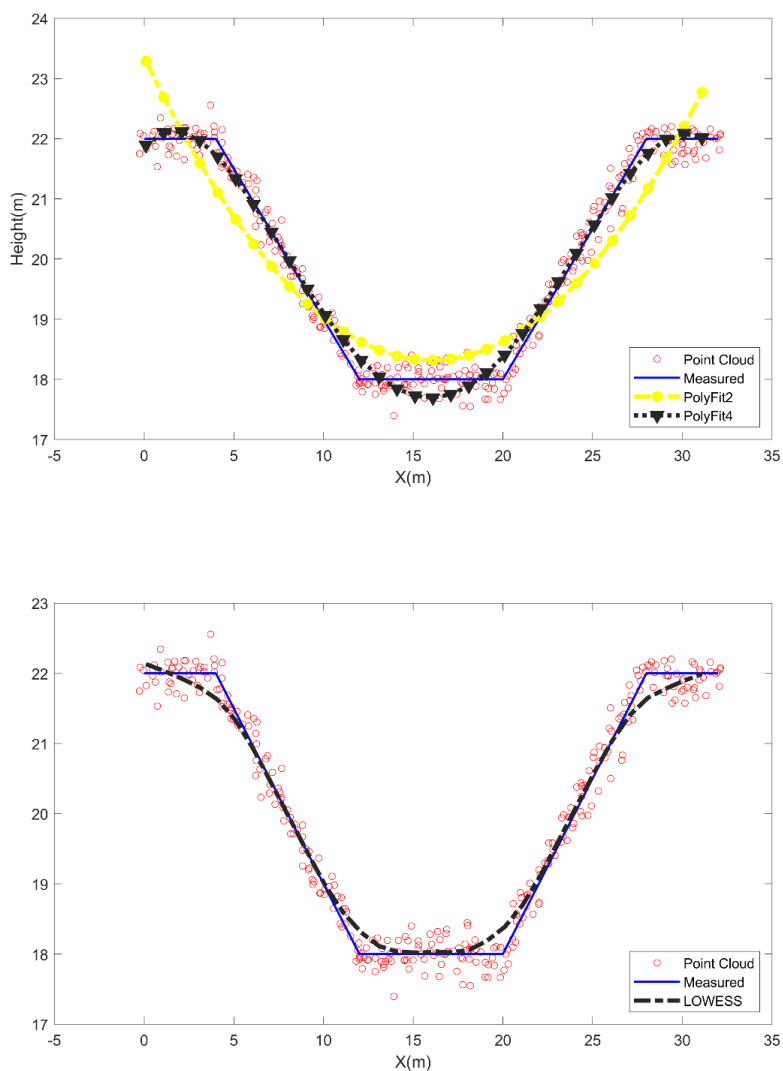 24
23
22
21
20
19
18
17
Height(m)
Point Cloud
Measured
PolyFit2
PolyFit4
-5 0 5 10 15 20 25 30 35
X(m)
23
22
21
20
19
18
17
Point Cloud
Measured
LOWESS
-5 0 5 10 15 20 25 30 35
X(m)